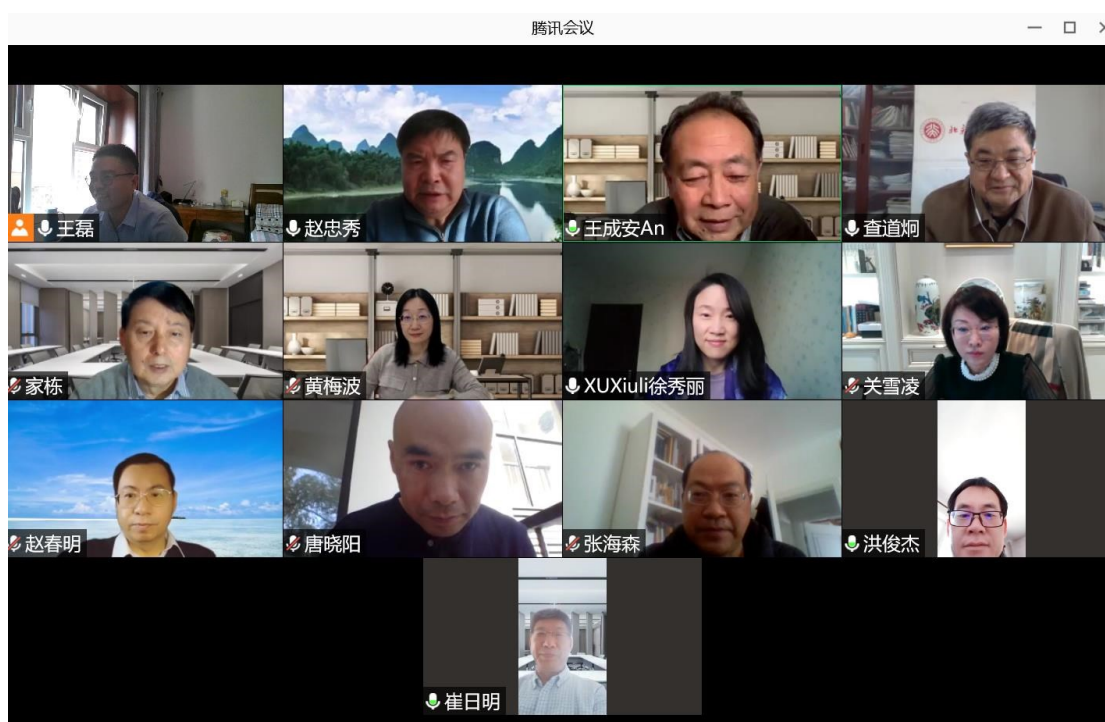 腾讯会议
王磊
赵忠秀
王成安An
查道炯
家栋
黄梅波
XUXiuli徐秀丽
关雪凌
赵春明
唐晓阳
张海森
洪俊杰
崔日明